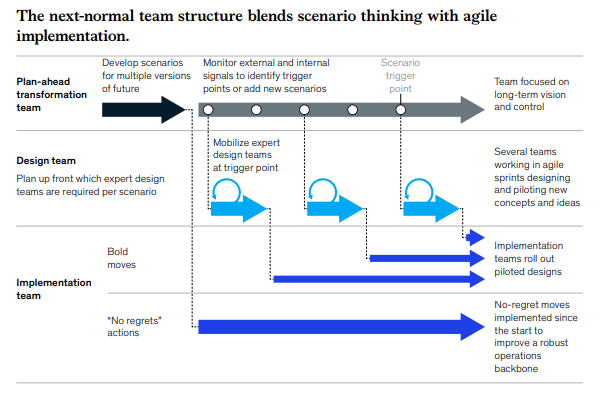 The next-normal team structure blends scenario thinking with agile
implementation.
Plan-ahead
transformation
team
Develop scenarios
for multiple versions
of future
Monitor external and internal
signals to identify trigger
points or add new scenarios
Scenario
trigger
point
Team focused on
long-term vision
and control
Design team
Plan up front which expert design
teams are required per scenario
Mobilize expert
design teams
at trigger point
Several teams
working in agile
sprints designing
and piloting new
concepts and ideas
Implementation
team
Bold
moves
Implementation
teams roll out
piloted designs
“No regrets”
actions
No-regret moves
implemented since
the start to
improve a robust
operations
backbone